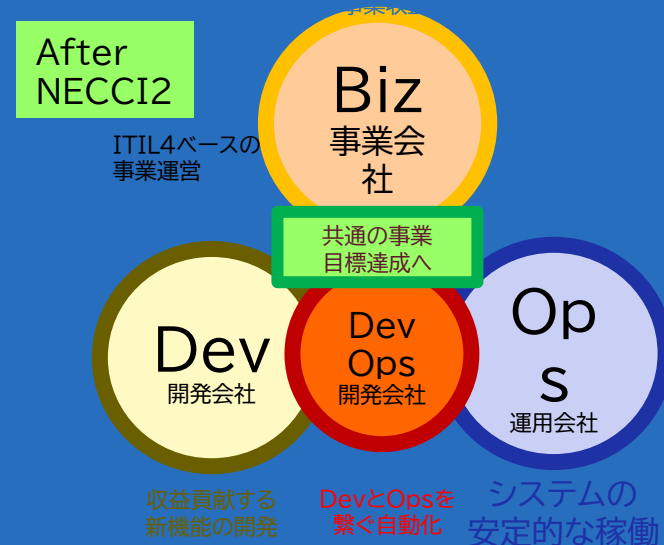 After
NECCI2
Biz
事業会
社
ITIL4ベースの
事業運営
共通の事業
目標達成へ
Dev
開発会社
Dev
Ops
開発会社
Op
s
運用会社
収益貢献する
新機能の開発
DevとOpsを
繋ぐ自動化
システムの
安定的な稼働